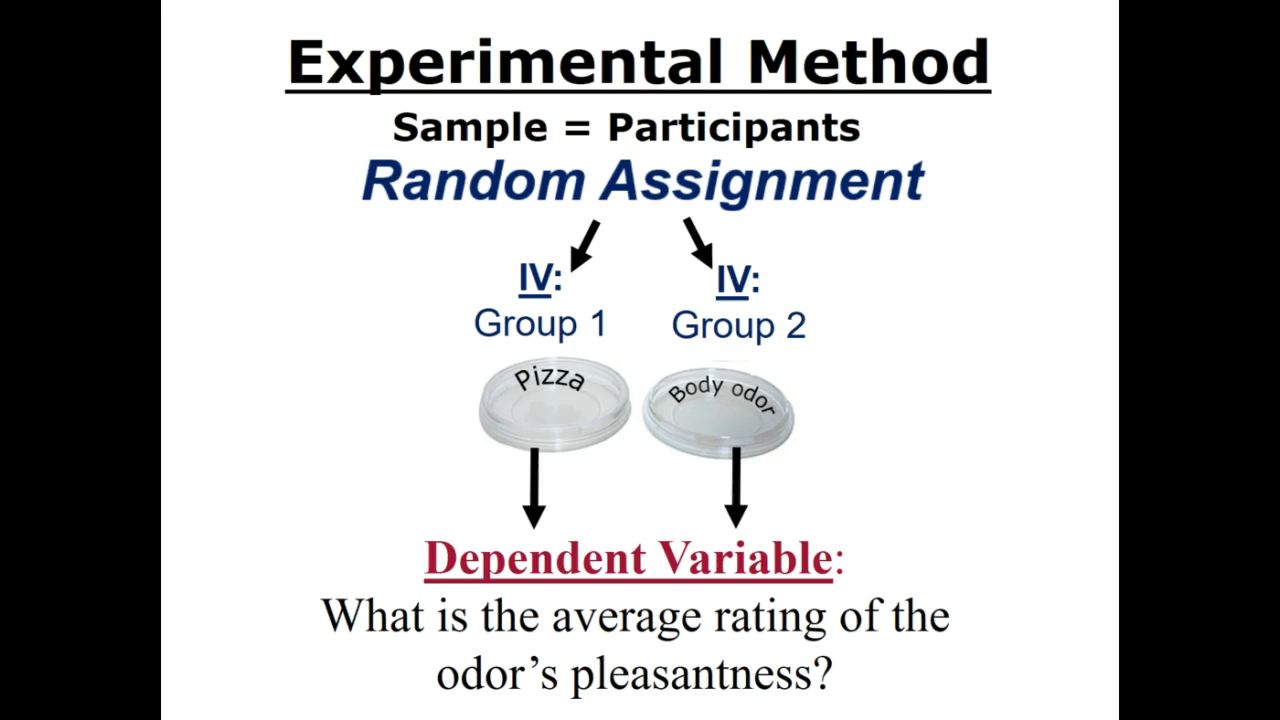 Experimental Method
Sample = Participants
Random Assignment
IV: IV:
Group 1 Group 2
Pizza Body odor
Dependent Variable:
What is the average rating of the
odor’s pleasantness?